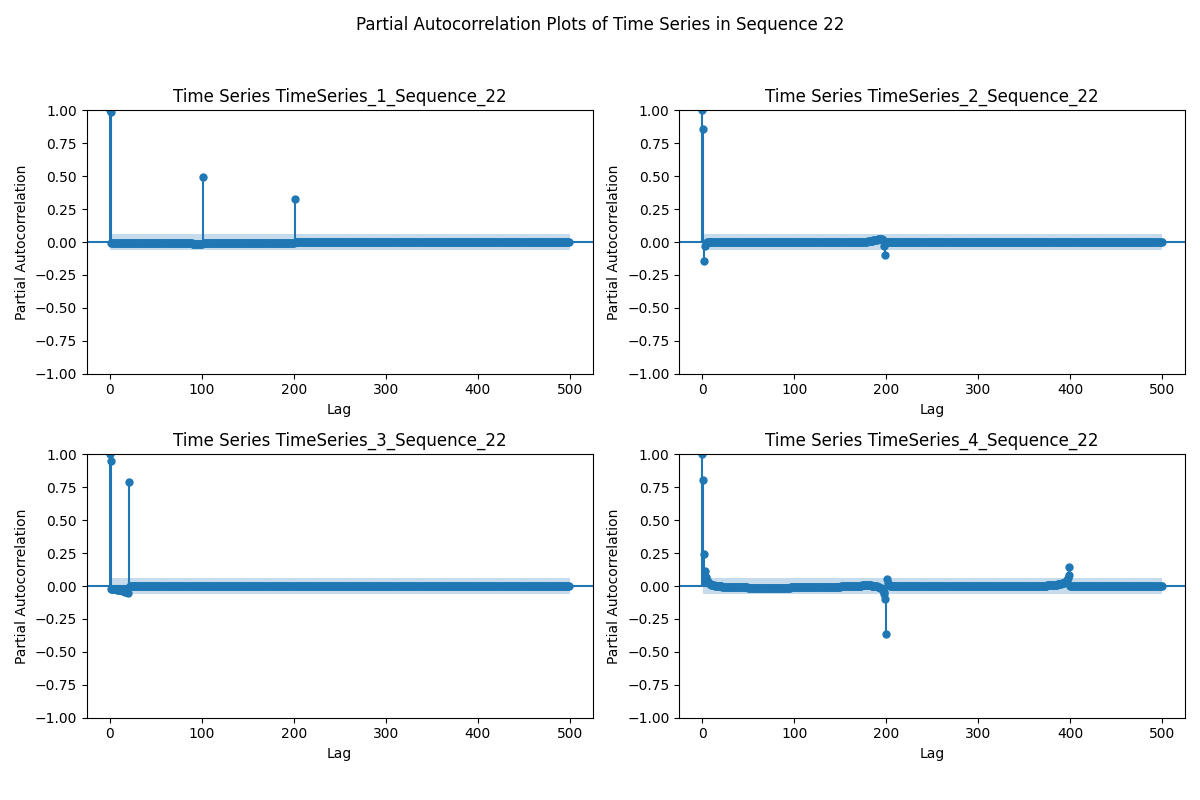 Partial Autocorrelation Plots of Time Series in Sequence 22
Time Series TimeSeries_1_Sequence_22
1.00
0.75
0.50
0.25
0.00
−0.25
−0.50
−0.75
−1.00
Partial Autocorrelation
0 100 200 300 400 500
Lag
Time Series TimeSeries_2_Sequence_22
1.00
0.75
0.50
0.25
0.00
−0.25
−0.50
−0.75
−1.00
Partial Autocorrelation
0 100 200 300 400 500
Lag
Time Series TimeSeries_3_Sequence_22
1.00
0.75
0.50
0.25
0.00
−0.25
−0.50
−0.75
−1.00
Partial Autocorrelation
0 100 200 300 400 500
Lag
Time Series TimeSeries_4_Sequence_22
1.00
0.75
0.50
0.25
0.00
−0.25
−0.50
−0.75
−1.00
Partial Autocorrelation
0 100 200 300 400 500
Lag